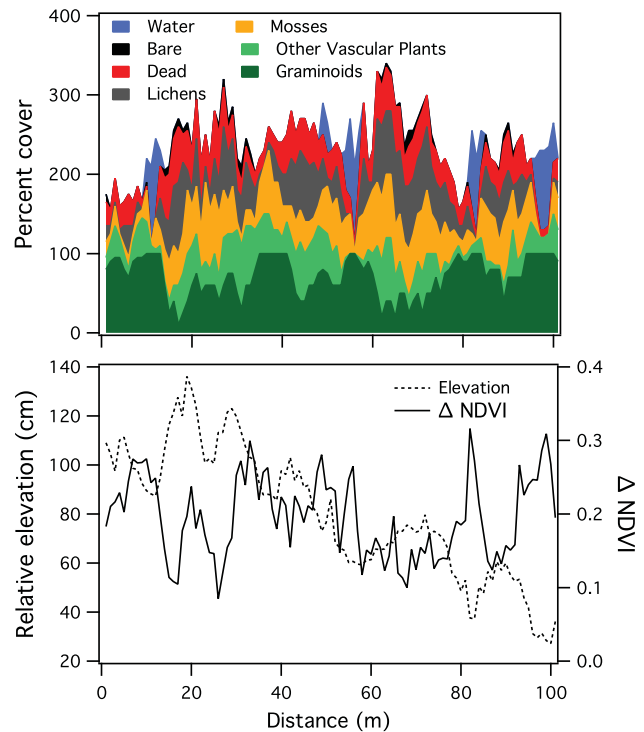 400
300
200
100
0
Percent cover
Water
Bare
Dead
Lichens
Mosses
Other Vascular Plants
Graminoids
140
120
100
80
60
40
20
Relative elevation (cm)
Elevation
Δ NDVI
0.4
0.3
0.2
0.1
0.0
Δ NDVI
0 20 40 60 80 100
Distance (m)